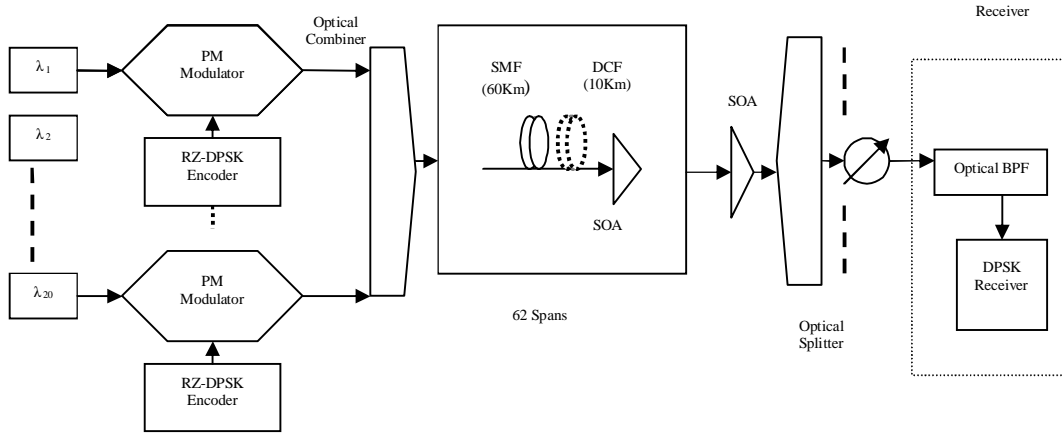 Receiver
Optical
Combiner
λ1
PM
Modulator
λ2
RZ-DPSK
Encoder
SMF
(60Km)
DCF
(10Km)
SOA
SOA
Optical BPF
DPSK
Receiver
λ20
PM
Modulator
62 Spans
Optical
Splitter
RZ-DPSK
Encoder